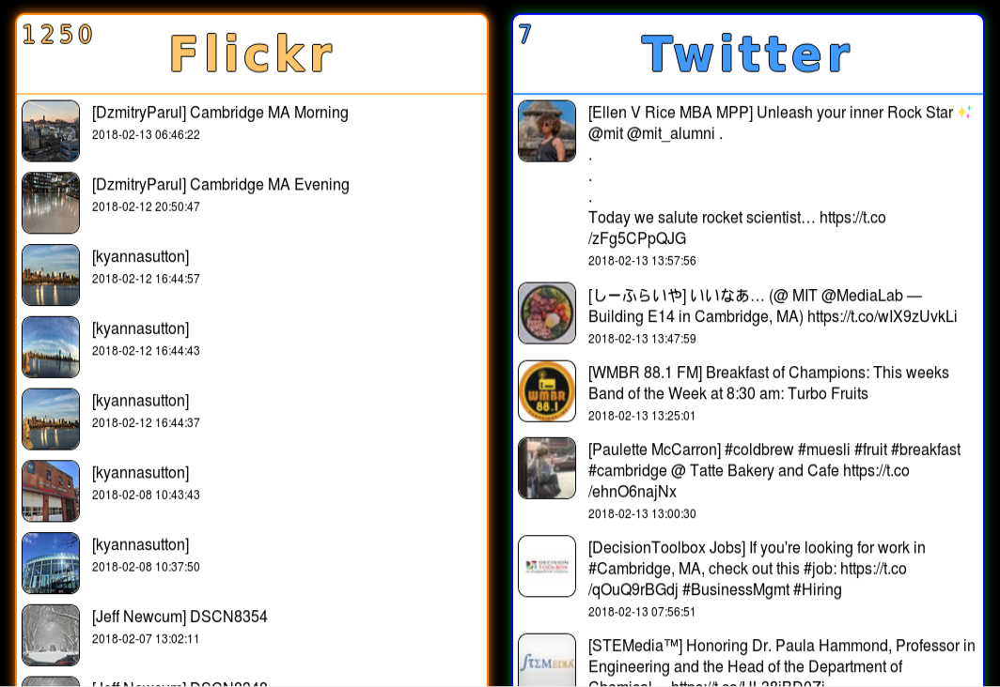 1250
Flickr
[DzmitryParul] Cambridge MA Morning
2018-02-13 06:46:22
[DzmitryParul] Cambridge MA Evening
2018-02-12 20:50:47
[kyannasutton]
2018-02-12 16:44:57
[kyannasutton]
2018-02-12 16:44:43
[kyannasutton]
2018-02-12 16:44:37
[kyannasutton]
2018-02-08 10:43:43
[kyannasutton]
2018-02-08 10:37:50
[Jeff Newcum] DSCN8354
2018-02-07 13:02:11
[Jeff Newcum]
7
Twitter
[Ellen V Rice MBA MPP] Unleash your inner Rock Star ✨
@mit @mit_alumni .
.
.
.
Today we salute rocket scientist… https://t.co
/zFg5CPpQJG
2018-02-13 13:57:56
[しーふらいや] いいなあ… (@ MIT @MediaLab —
Building E14 in Cambridge, MA) https://t.co/wIX9zUvkLi
2018-02-13 13:47:59
WMBR
88.1
[WMBR 88.1 FM] Breakfast of Champions: This weeks
Band of the Week at 8:30 am: Turbo Fruits
2018-02-13 13:25:01
[Paulette McCarron] #coldbrew #muesli #fruit #breakfast
#cambridge @ Tatte Bakery and Cafe https://t.co
/ehnO6najNx
2018-02-13 13:00:30
DECISION
TOOLBOX
[DecisionToolbox Jobs] If you're looking for work in
#Cambridge, MA, check out this #job: https://t.co
/qOuQ9rBGdj #BusinessMgmt #Hiring
2018-02-13 07:56:51
STEMEDIA
[STEMedia™] Honoring Dr. Paula Hammond, Professor in
Engineering and the Head of the Department of